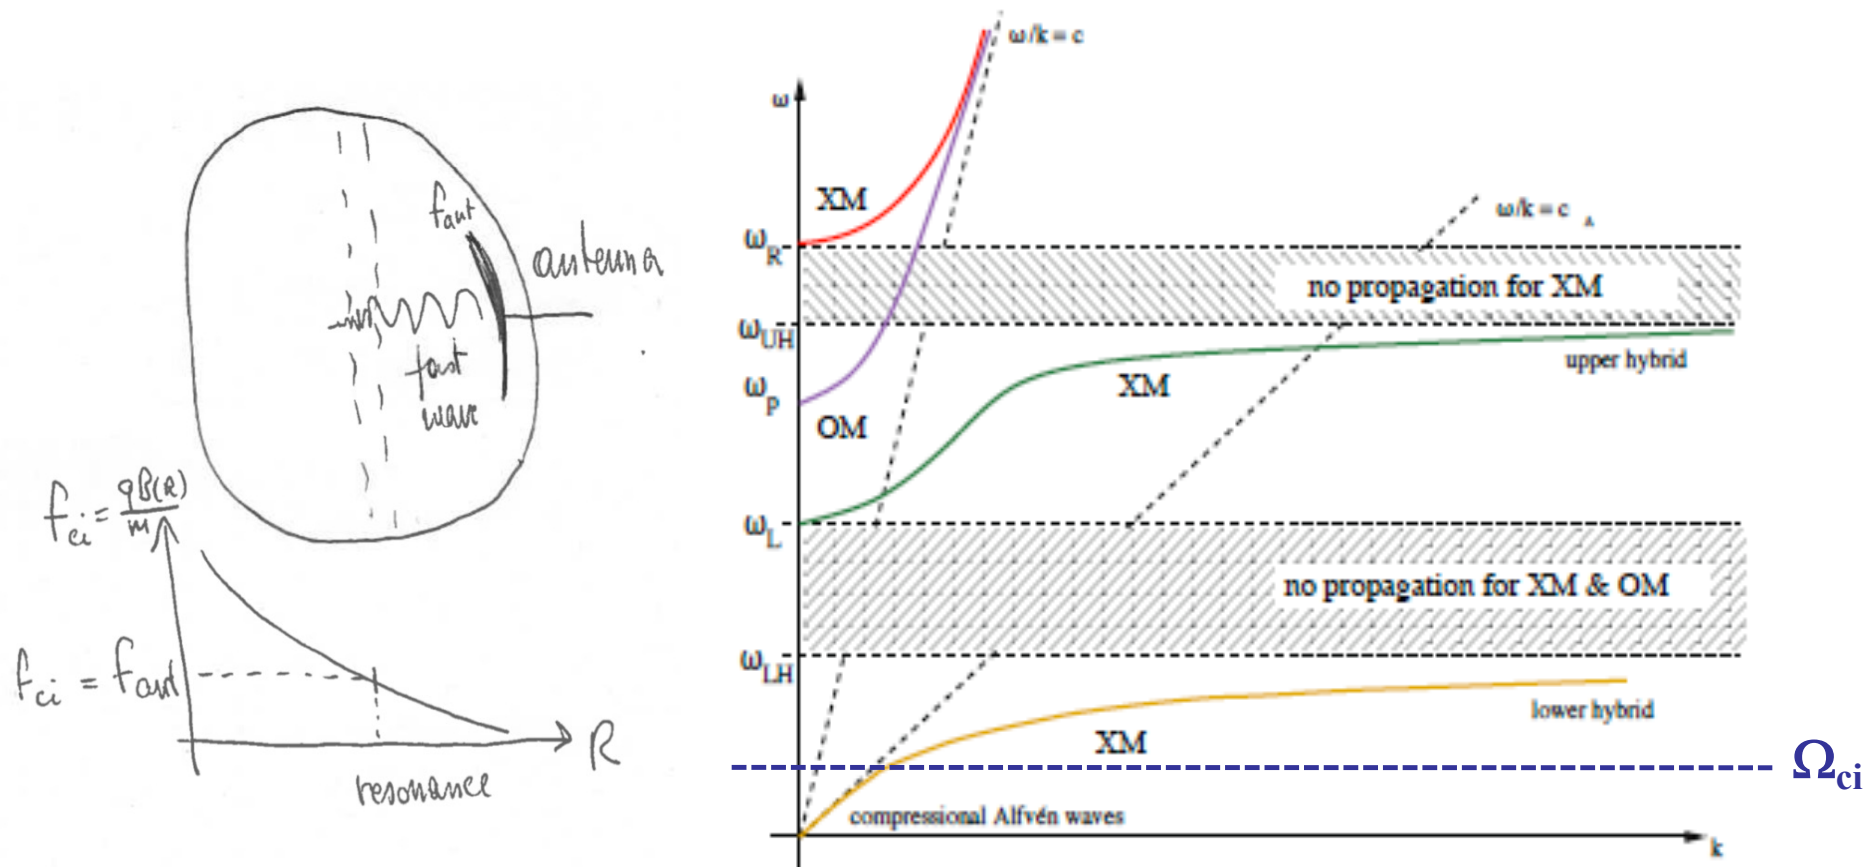 f_ant
antenna
fast
wave
f_ci = qB(R)/m
f_ci = f_ant
R
resonance
ω/k = c
ω
XM
ω/k = c_A
ω_R
no propagation for XM
ω_UH
upper hybrid
ω_P
XM
OM
ω_L
no propagation for XM & OM
ω_LH
lower hybrid
XM
Ω_ci
compressional Alfvén waves
k